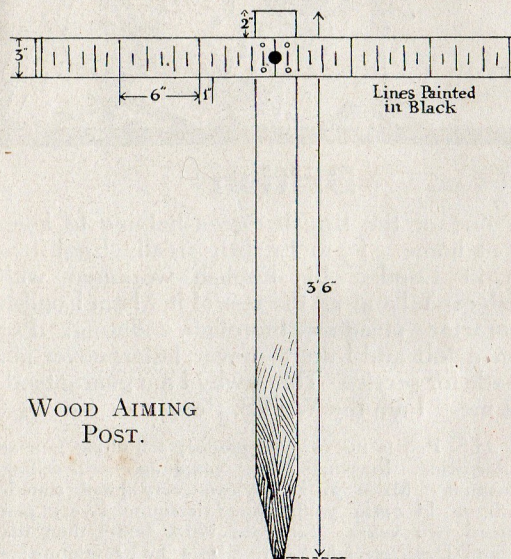 2"
3"
6"
1"
Lines Painted
in Black
3'6"
WOOD AIMING
POST.